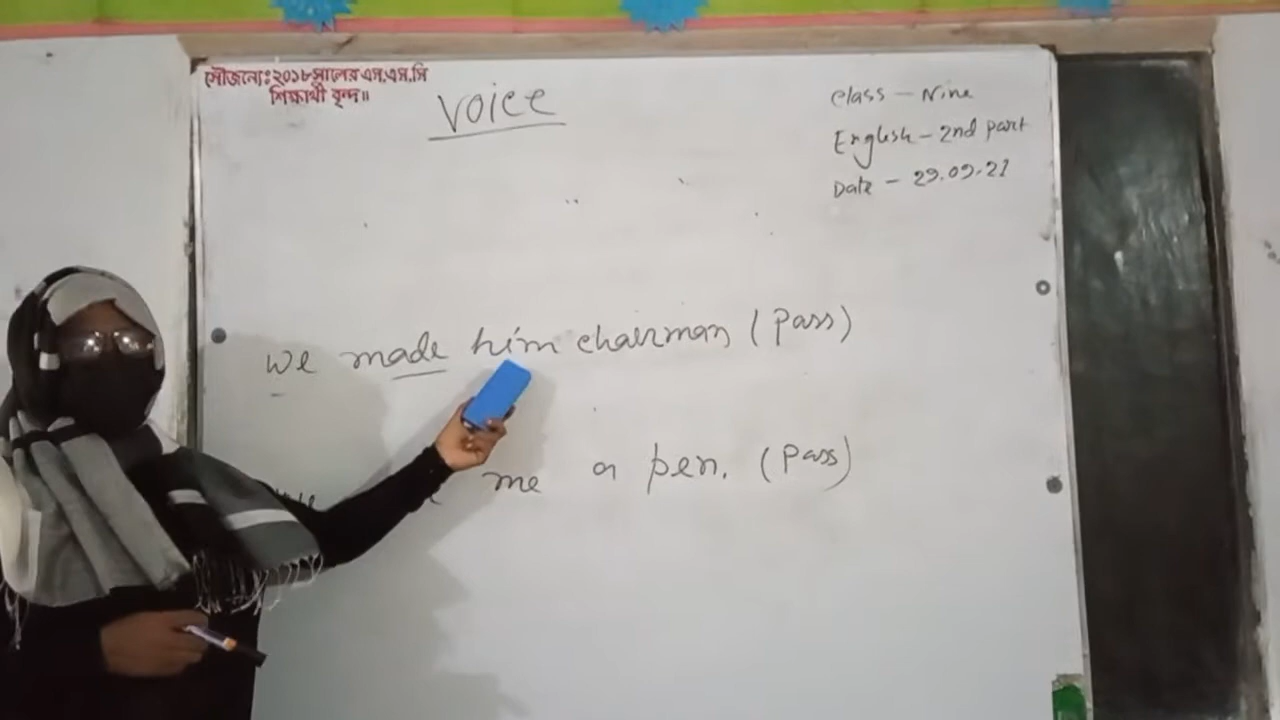 সৌজন্যেঃ ২০১৮ সালের এস.এস.সি
শিক্ষার্থী বৃন্দ॥
Voice
Class – Nine
English – 2nd part
Date – 29.09.21
We made him chairman (Pass)
me a pen. (Pass)